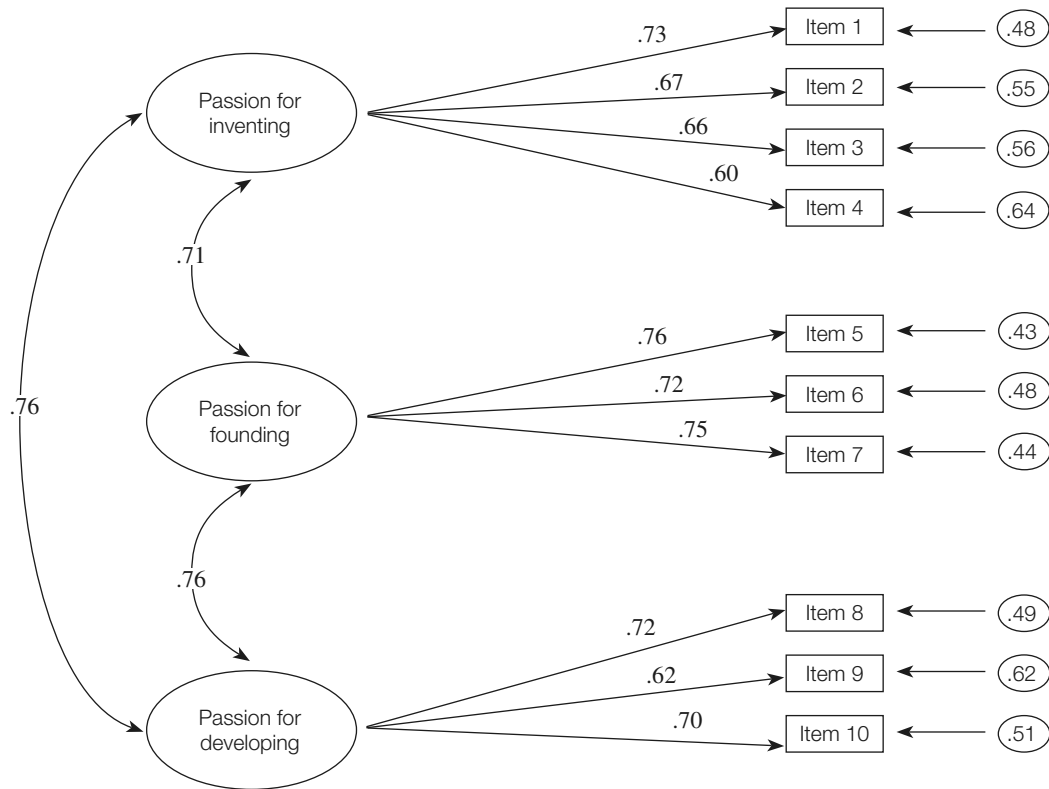 .73
Item 1
.48
Passion for
inventing
.67
Item 2
.55
.66
Item 3
.56
.60
Item 4
.64
.71
.76
Item 5
.43
.76
Passion for
founding
.72
Item 6
.48
.75
Item 7
.44
.76
.72
Item 8
.49
Passion for
developing
.62
Item 9
.62
.70
Item 10
.51